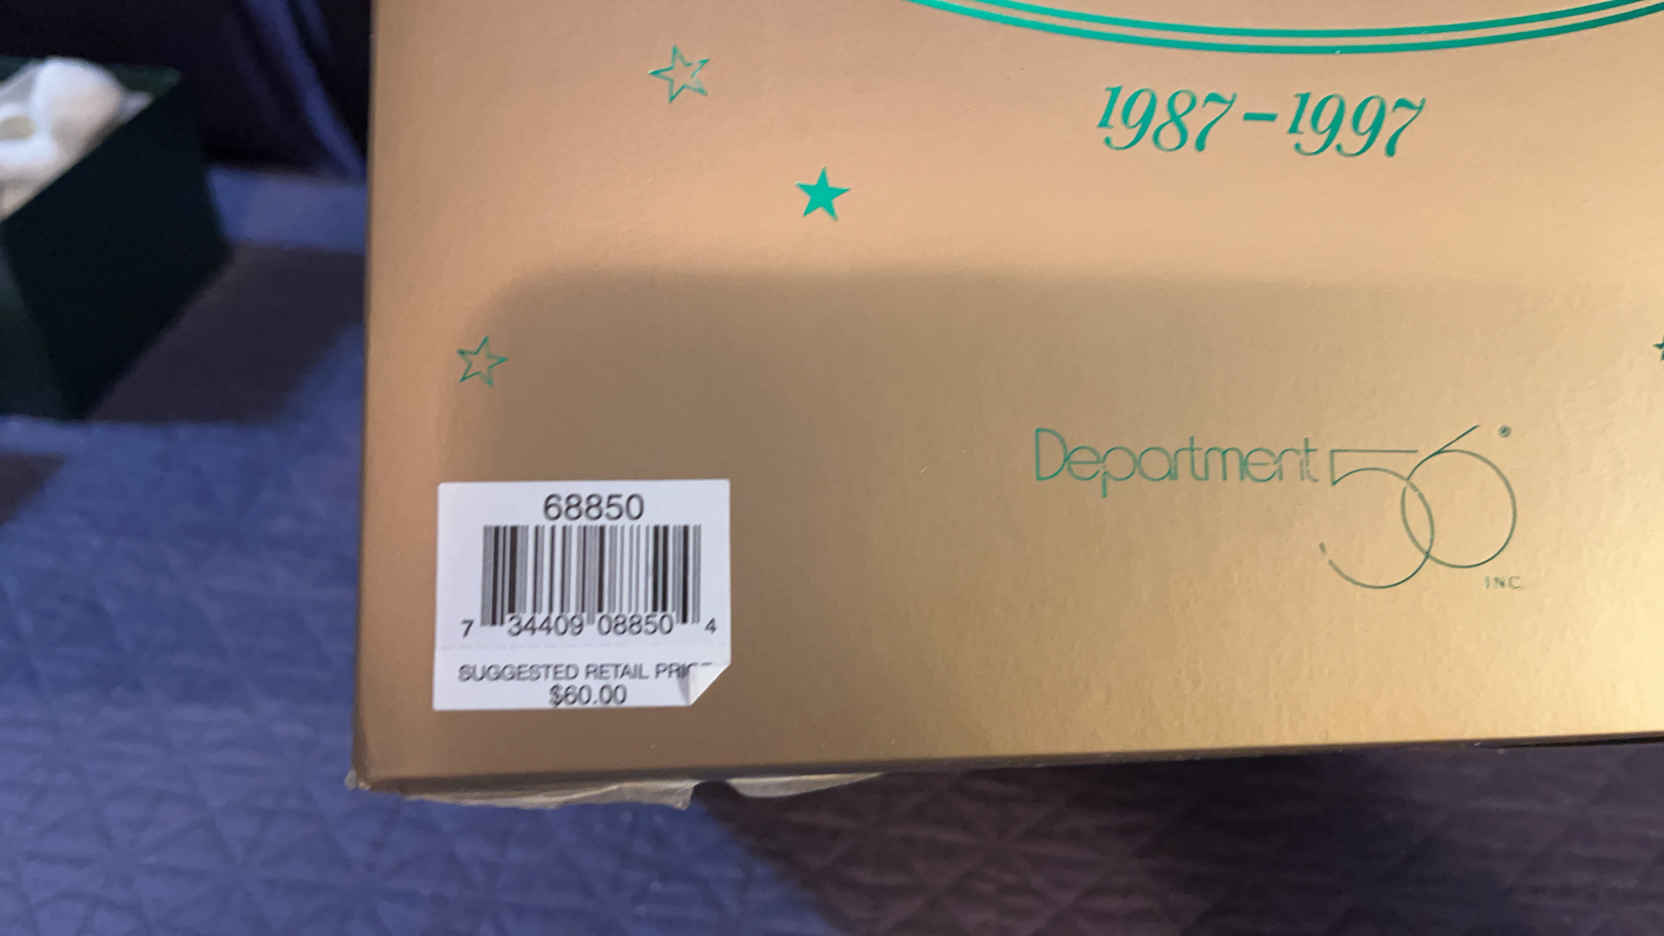 1987-1997
Department 56®
INC
68850
7 34409 08850 4
SUGGESTED RETAIL
$60.00